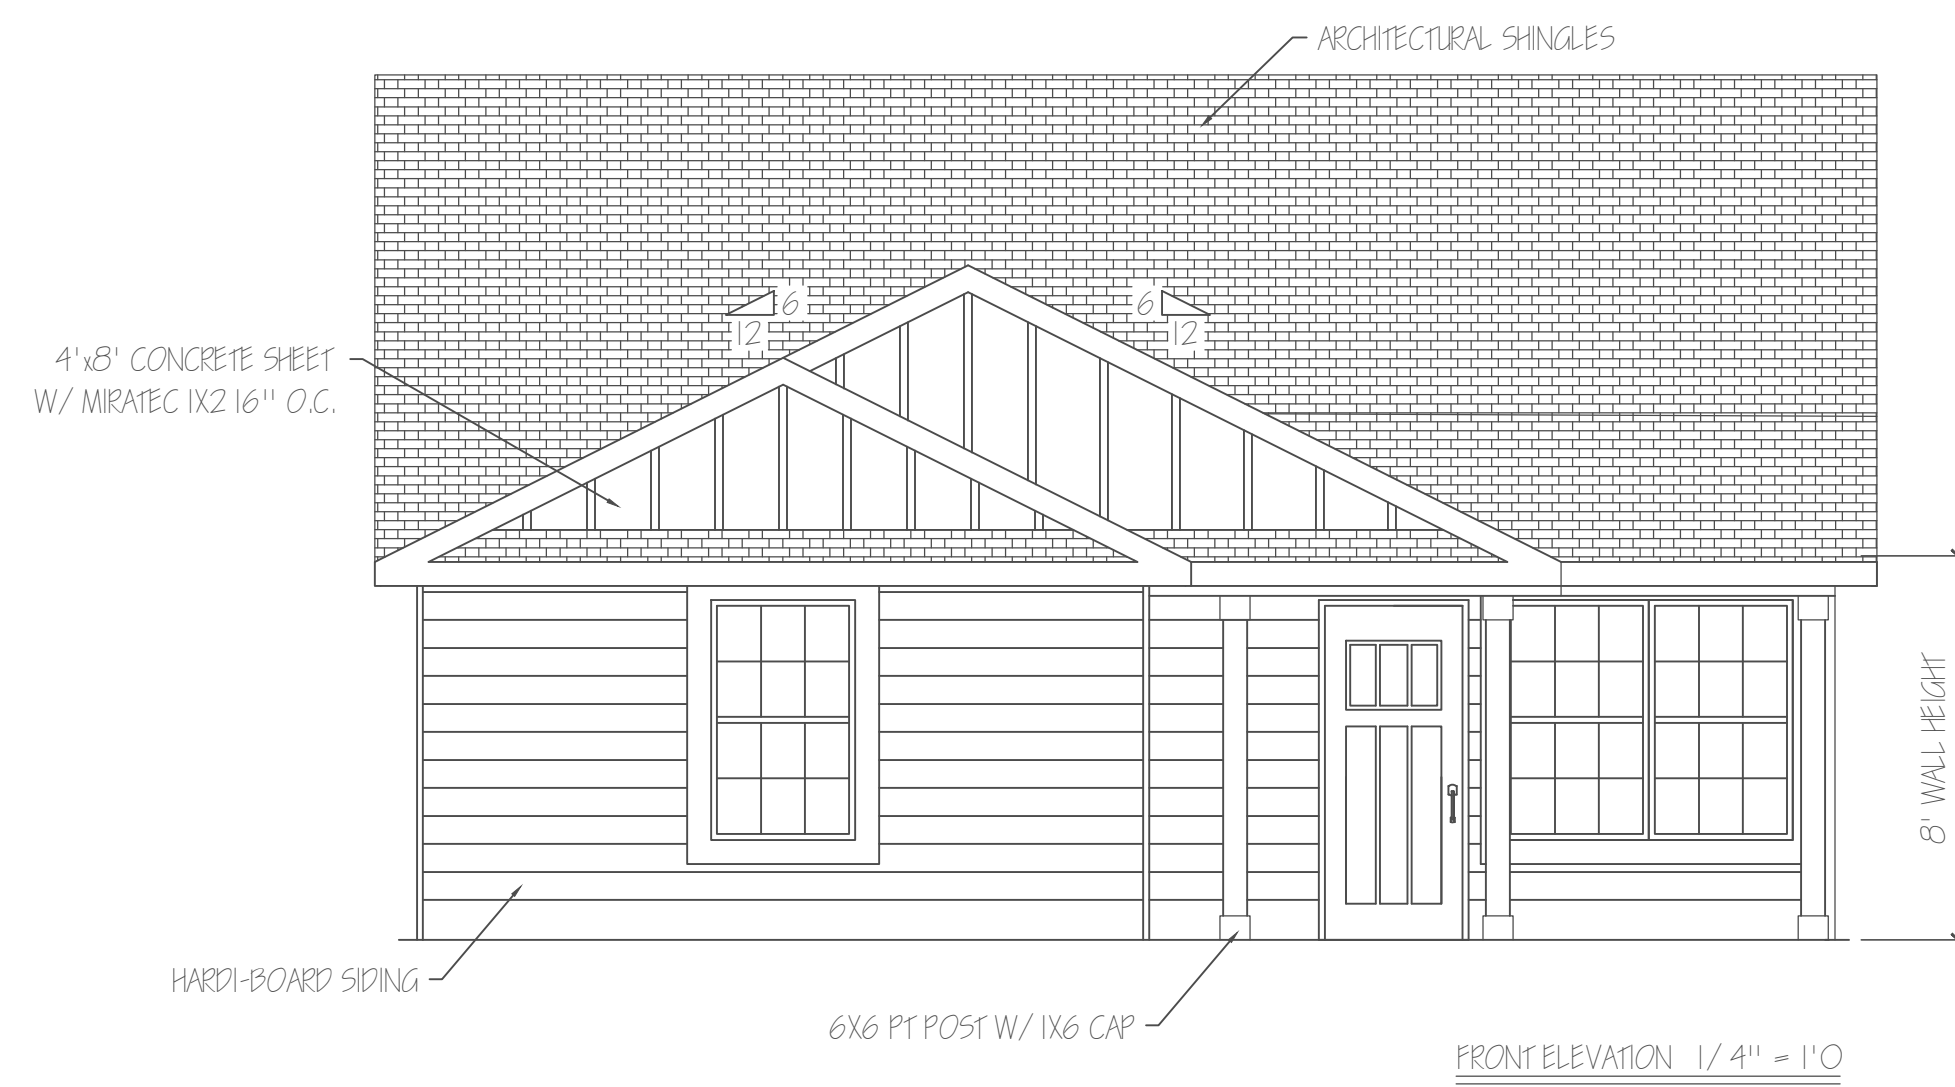 ARCHITECTURAL SHINGLES
6
12
6
12
4'x8' CONCRETE SHEET
W/ MIRATEC 1X2 16" O.C.
8' WALL HEIGHT
HARDI-BOARD SIDING
6X6 PT POST W/ 1X6 CAP
FRONT ELEVATION 1/4" = 1'0